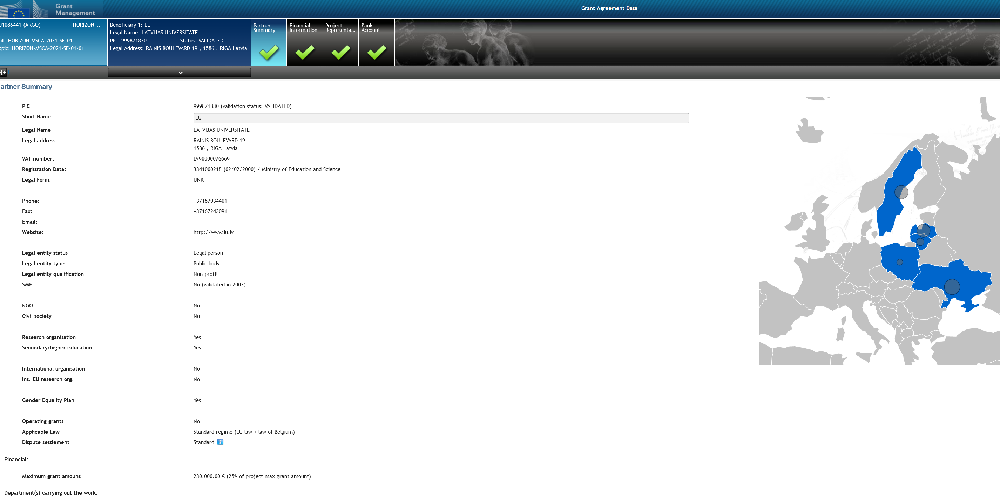 Grant
Management
Grant Agreement Data
01086441 (ARGO) HORIZON-..
all: HORIZON-MSCA-2021-SE-01
opic: HORIZON-MSCA-2021-SE-01-01
Beneficiary 1: LU
Legal Name: LATVIJAS UNIVERSITATE
PIC: 999871830 Status: VALIDATED
Legal Address: RAINIS BOULEVARD 19 , 1586 , RIGA Latvia
Partner
Summary
Financial
Information
Project
Representa...
Bank
Account
artner Summary
PIC 999871830 (validation status: VALIDATED)
Short Name LU
Legal Name LATVIJAS UNIVERSITATE
Legal address RAINIS BOULEVARD 19
1586 , RIGA Latvia
VAT number: LV90000076669
Registration Data: 3341000218 (02/02/2000) / Ministry of Education and Science
Legal Form: UNK
Phone: +37167034401
Fax: +37167243091
Email:
Website: http://www.lu.lv
Legal entity status Legal person
Legal entity type Public body
Legal entity qualification Non-profit
SME No (validated in 2007)
NGO No
Civil society No
Research organisation Yes
Secondary/higher education Yes
International organisation No
Int. EU research org. No
Gender Equality Plan Yes
Operating grants No
Applicable Law Standard regime (EU law + law of Belgium)
Dispute settlement Standard
Financial:
Maximum grant amount 230,000.00 € (25% of project max grant amount)
Department(s) carrying out the work: